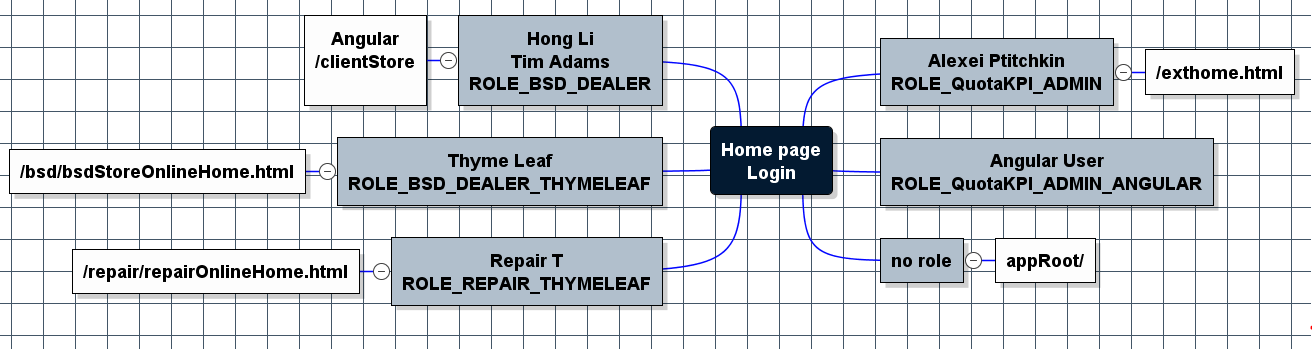 Angular
/clientStore
Hong Li
Tim Adams
ROLE_BSD_DEALER
Alexei Ptitchkin
ROLE_QuotaKPI_ADMIN
/exthome.html
Home page
Login
/bsd/bsdStoreOnlineHome.html
Thyme Leaf
ROLE_BSD_DEALER_THYMELEAF
Angular User
ROLE_QuotaKPI_ADMIN_ANGULAR
/repair/repairOnlineHome.html
Repair T
ROLE_REPAIR_THYMELEAF
no role
appRoot/